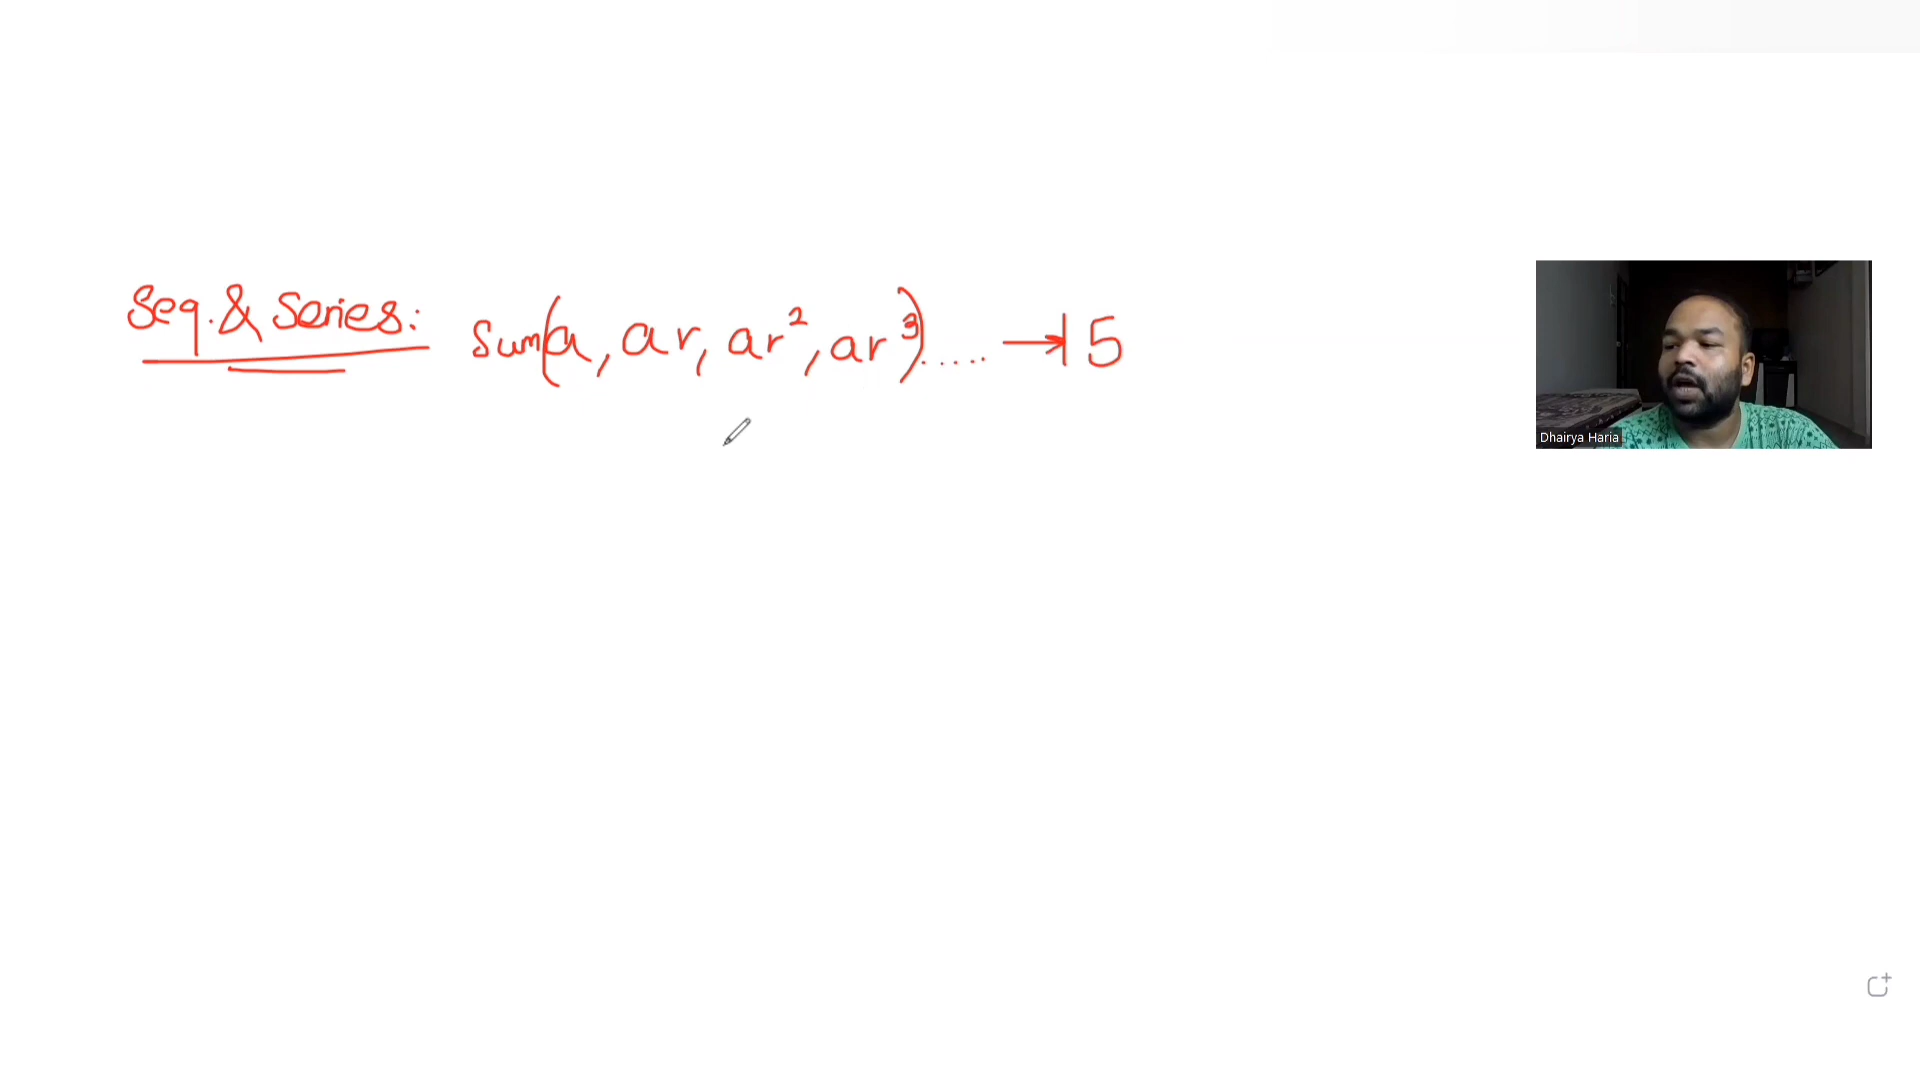 Seq. & Series: Sum(a, ar, ar², ar³)..... → 15
Dhairya Haria